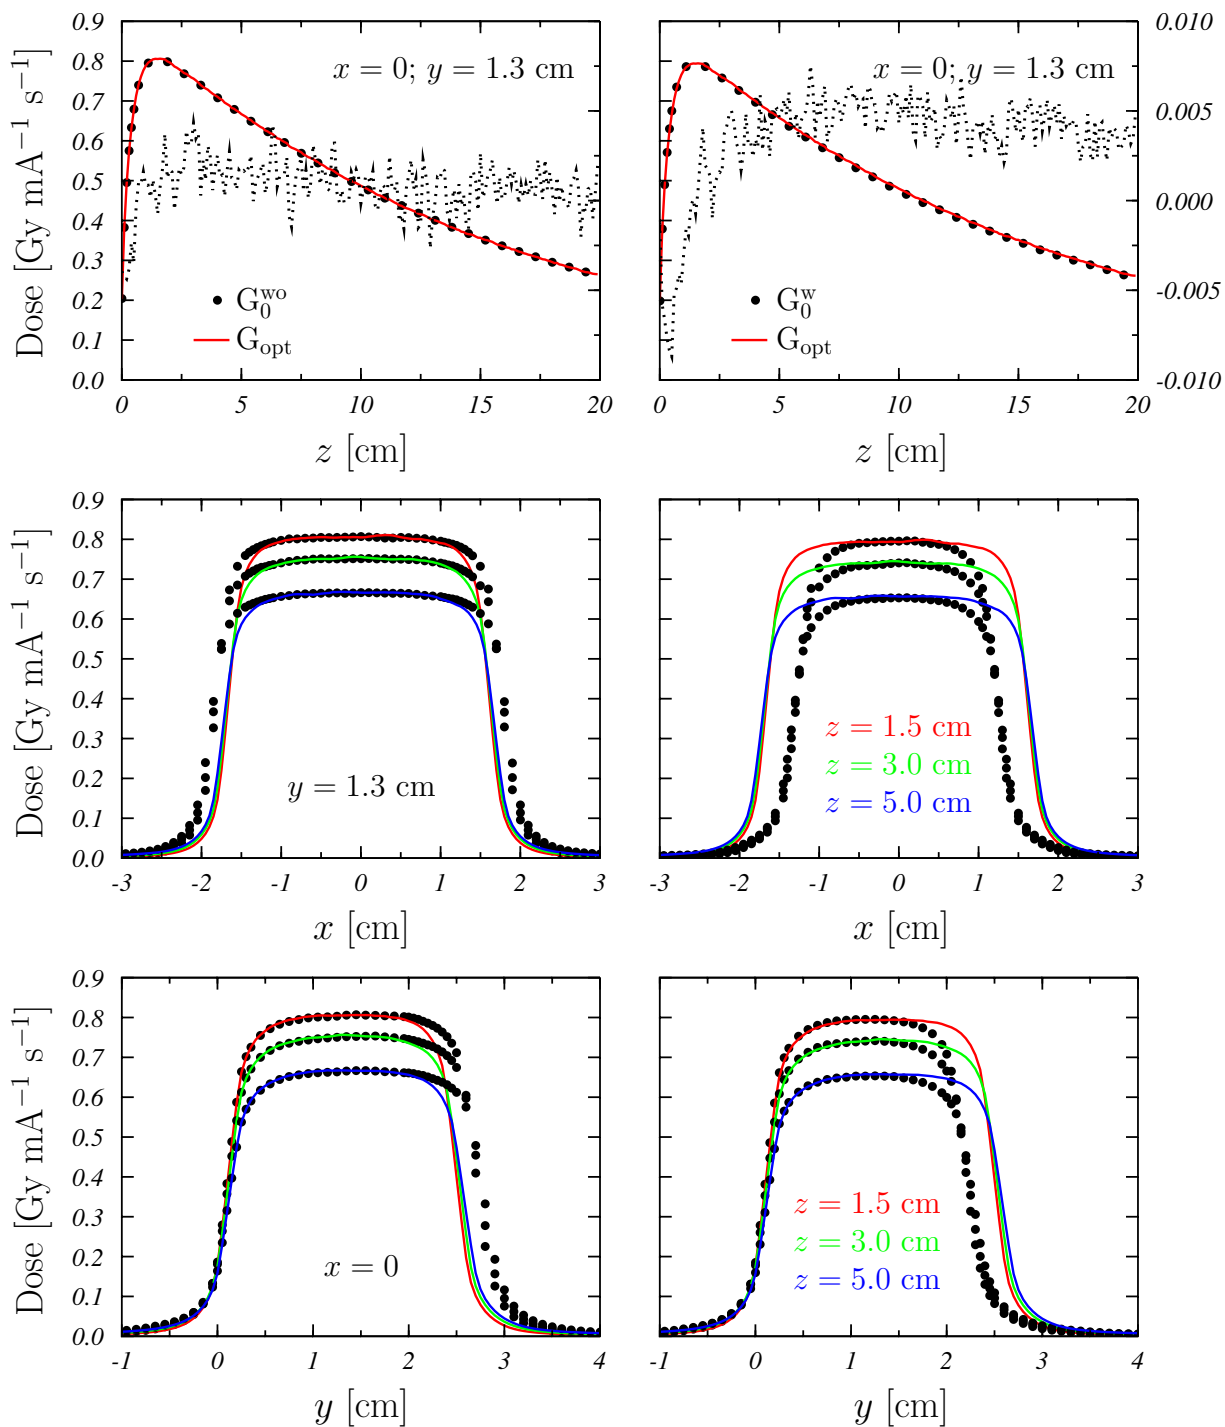 Dose [Gy mA⁻¹ s⁻¹]
0.9
0.8
0.7
0.6
0.5
0.4
0.3
0.2
0.1
0.0
x = 0; y = 1.3 cm
G₀ʷᵒ
G_opt
0 5 10 15 20
z [cm]
x = 0; y = 1.3 cm
G₀ʷ
G_opt
0.010
0.005
0.000
-0.005
-0.010
0 5 10 15 20
z [cm]
Dose [Gy mA⁻¹ s⁻¹]
0.9
0.8
0.7
0.6
0.5
0.4
0.3
0.2
0.1
0.0
y = 1.3 cm
-3 -2 -1 0 1 2 3
x [cm]
z = 1.5 cm
z = 3.0 cm
z = 5.0 cm
-3 -2 -1 0 1 2 3
x [cm]
Dose [Gy mA⁻¹ s⁻¹]
0.9
0.8
0.7
0.6
0.5
0.4
0.3
0.2
0.1
0.0
x = 0
-1 0 1 2 3 4
y [cm]
z = 1.5 cm
z = 3.0 cm
z = 5.0 cm
-1 0 1 2 3 4
y [cm]